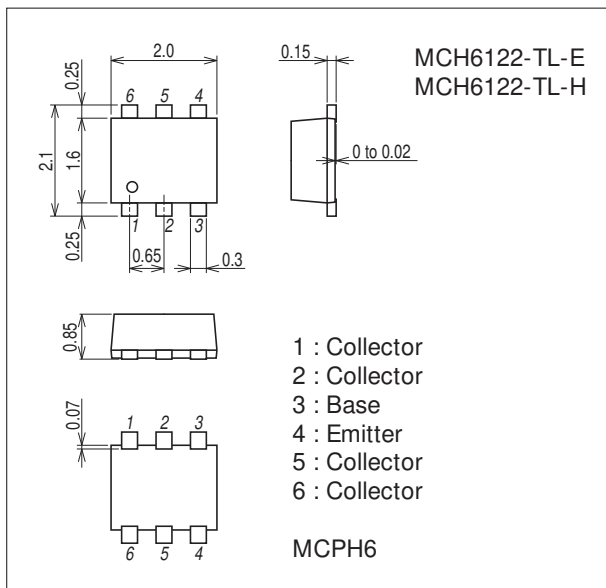 2.0
0.15
MCH6122-TL-E
MCH6122-TL-H
0.25
6 5 4
2.1
1.6
0 to 0.02
0.25
1 2 3
0.65
0.3
0.85
1 : Collector
2 : Collector
3 : Base
4 : Emitter
5 : Collector
6 : Collector
0.07
1 2 3
6 5 4
MCPH6